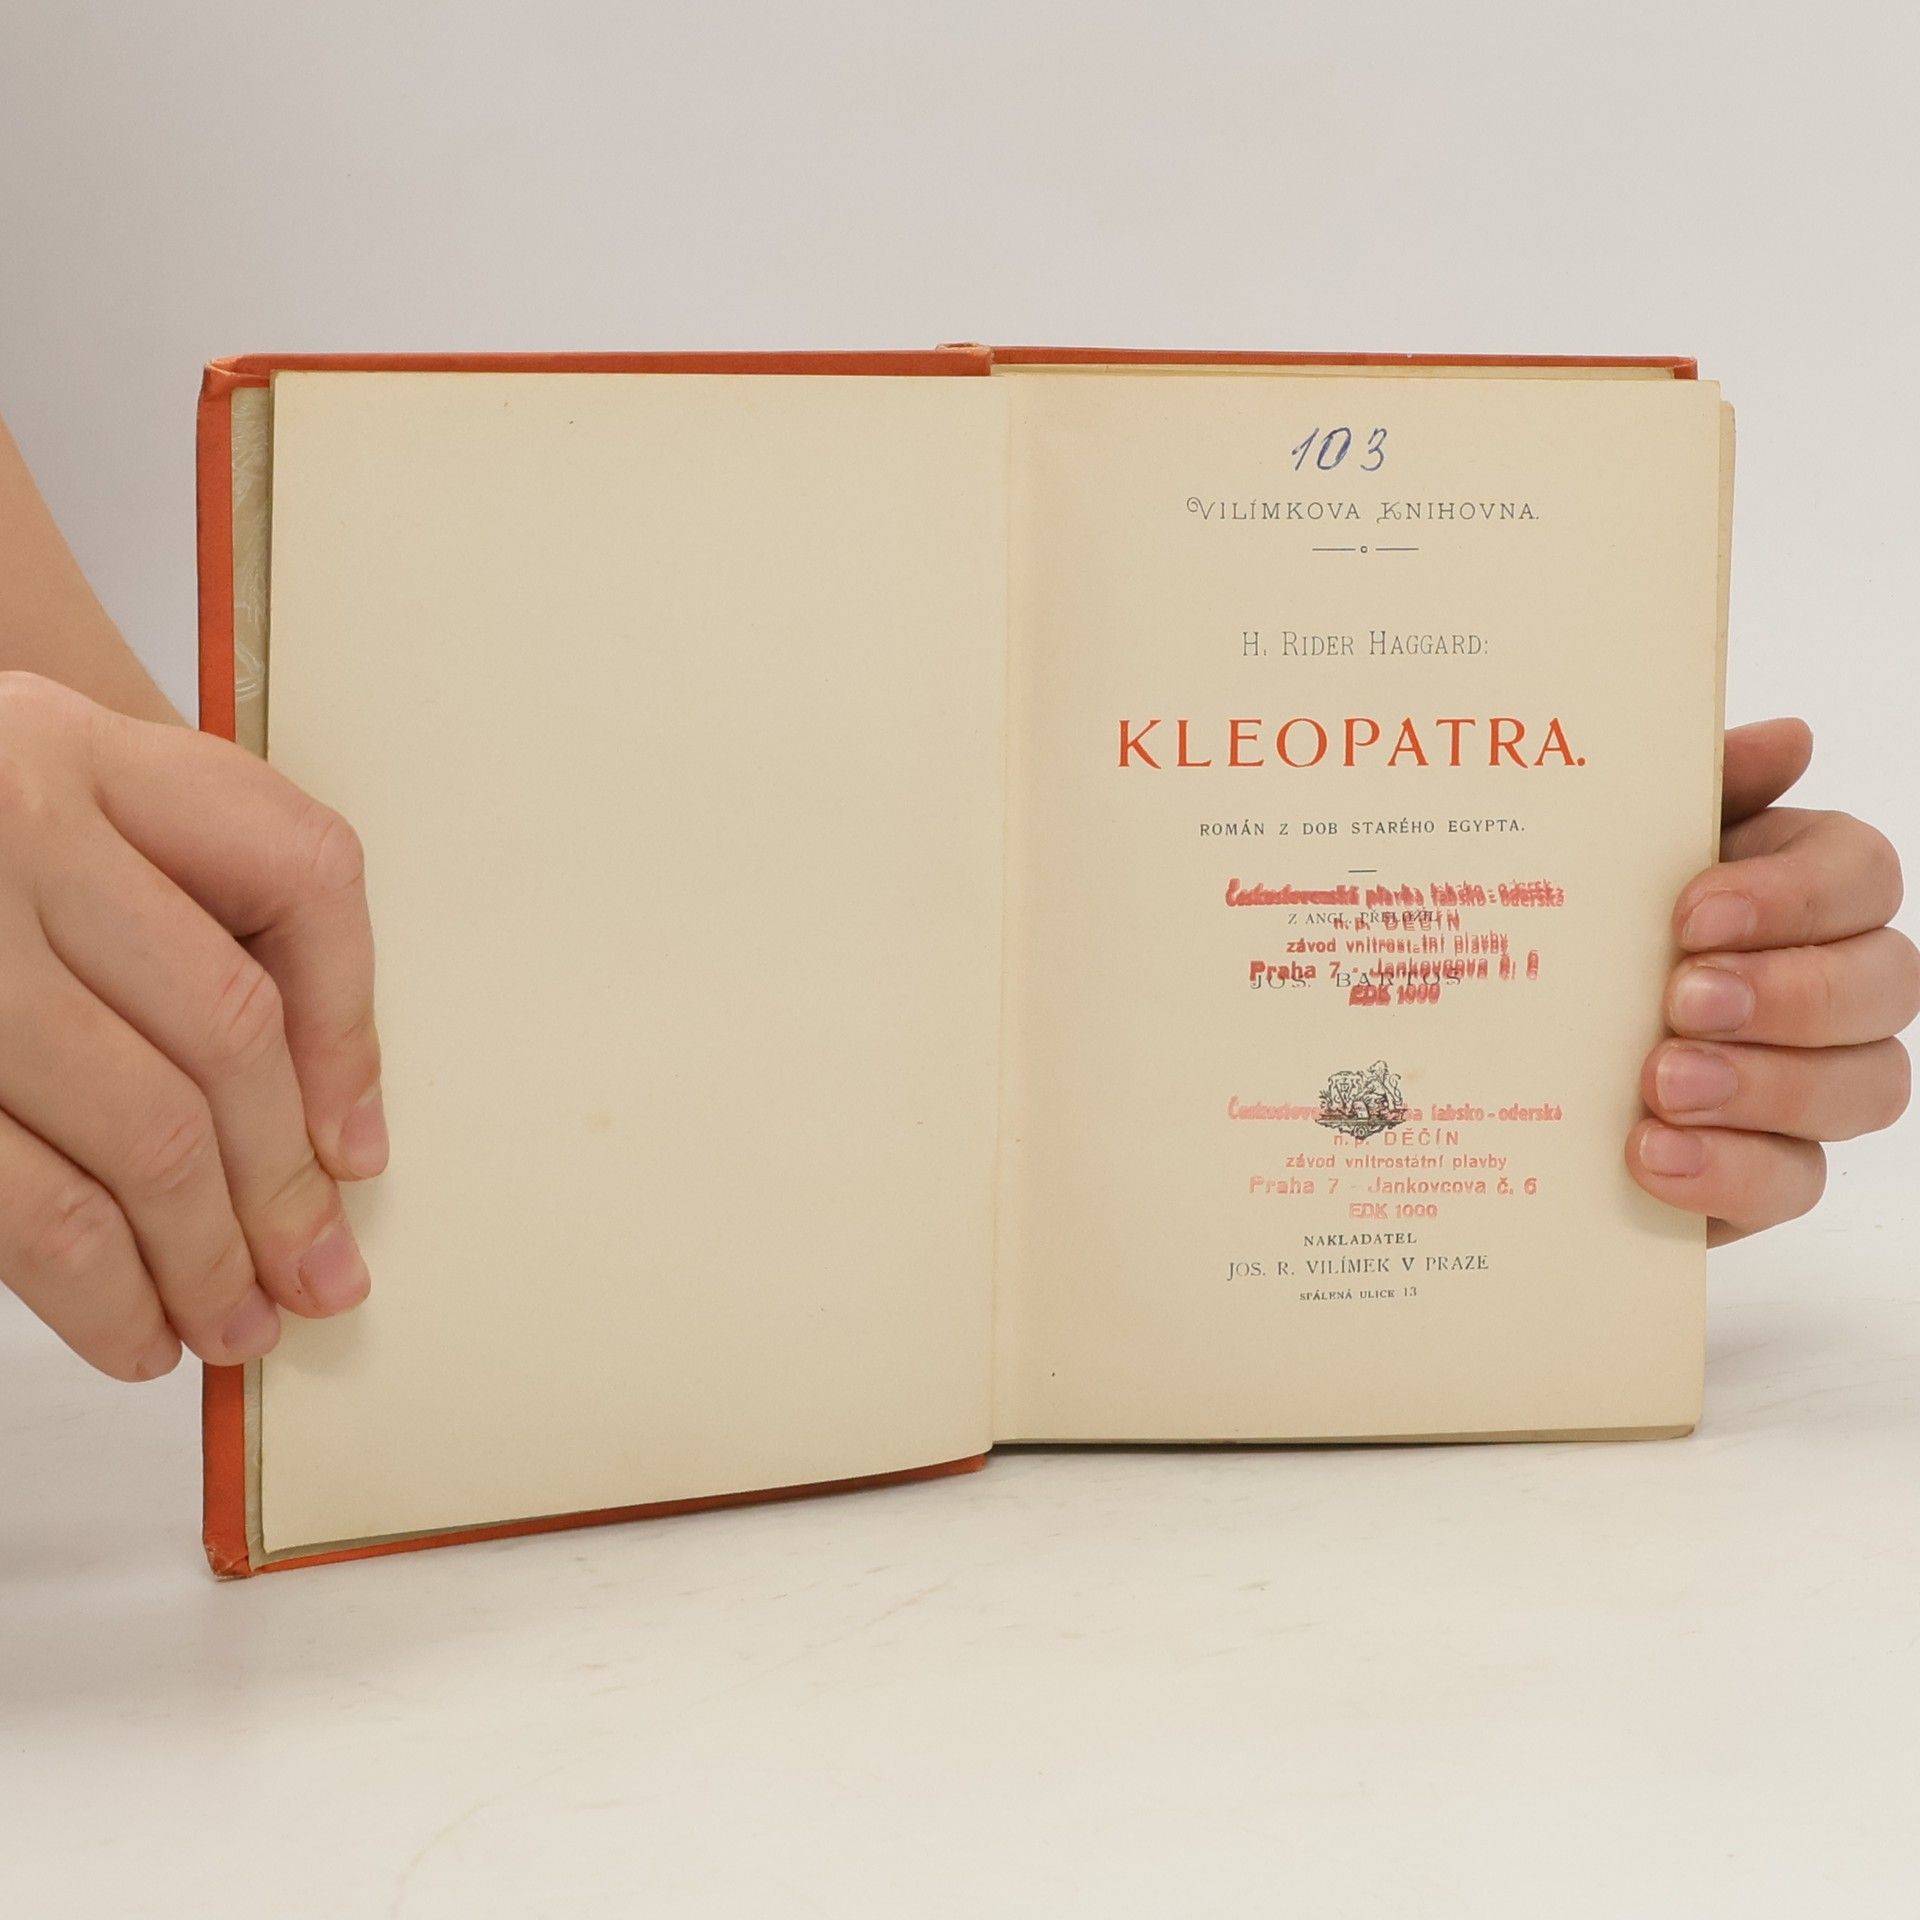 103
VILÍMKOVA KNIHOVNA.
H. RIDER HAGGARD:
KLEOPATRA.
ROMÁN Z DOB STARÉHO EGYPTA.
Československá plavba labsko-oderská
Z ANGL. PŘELOŽIL
n.p. DĚČÍN
závod vnitrostátní plavby
Praha 7 - Jankovcova č. 6
JOS. BARTOŠ
EDK 1000
Československá plavba labsko-oderská
n.p. DĚČÍN
závod vnitrostátní plavby
Praha 7 - Jankovcova č. 6
EDK 1000
NAKLADATEL
JOS. R. VILÍMEK V PRAZE
SPÁLENÁ ULICE 13